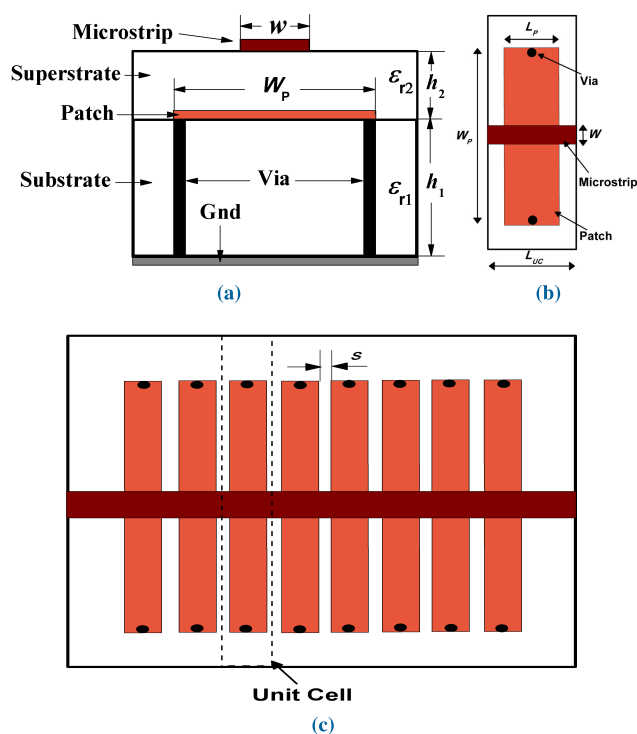 w
Microstrip
Superstrate
W_P
ε_r2
h_2
Patch
Substrate
Via
ε_r1
h_1
Gnd
(a)
L_P
Via
W_P
W
Microstrip
Patch
L_UC
(b)
s
Unit Cell
(c)